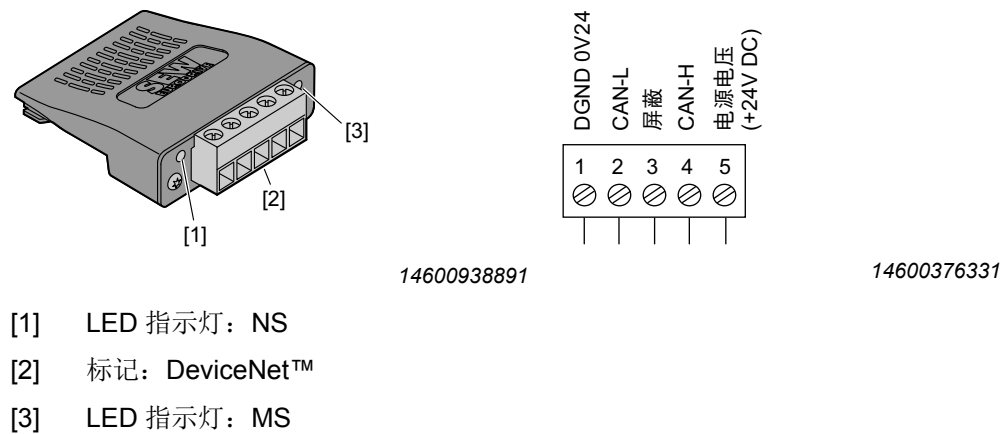 SEW
EURODRIVE
[3]
[2]
[1]
DGND 0V24
CAN-L
屏蔽
CAN-H
电源电压
(+24V DC)
1 2 3 4 5
14600938891
14600376331
[1] LED 指示灯：NS
[2] 标记：DeviceNet™
[3] LED 指示灯：MS